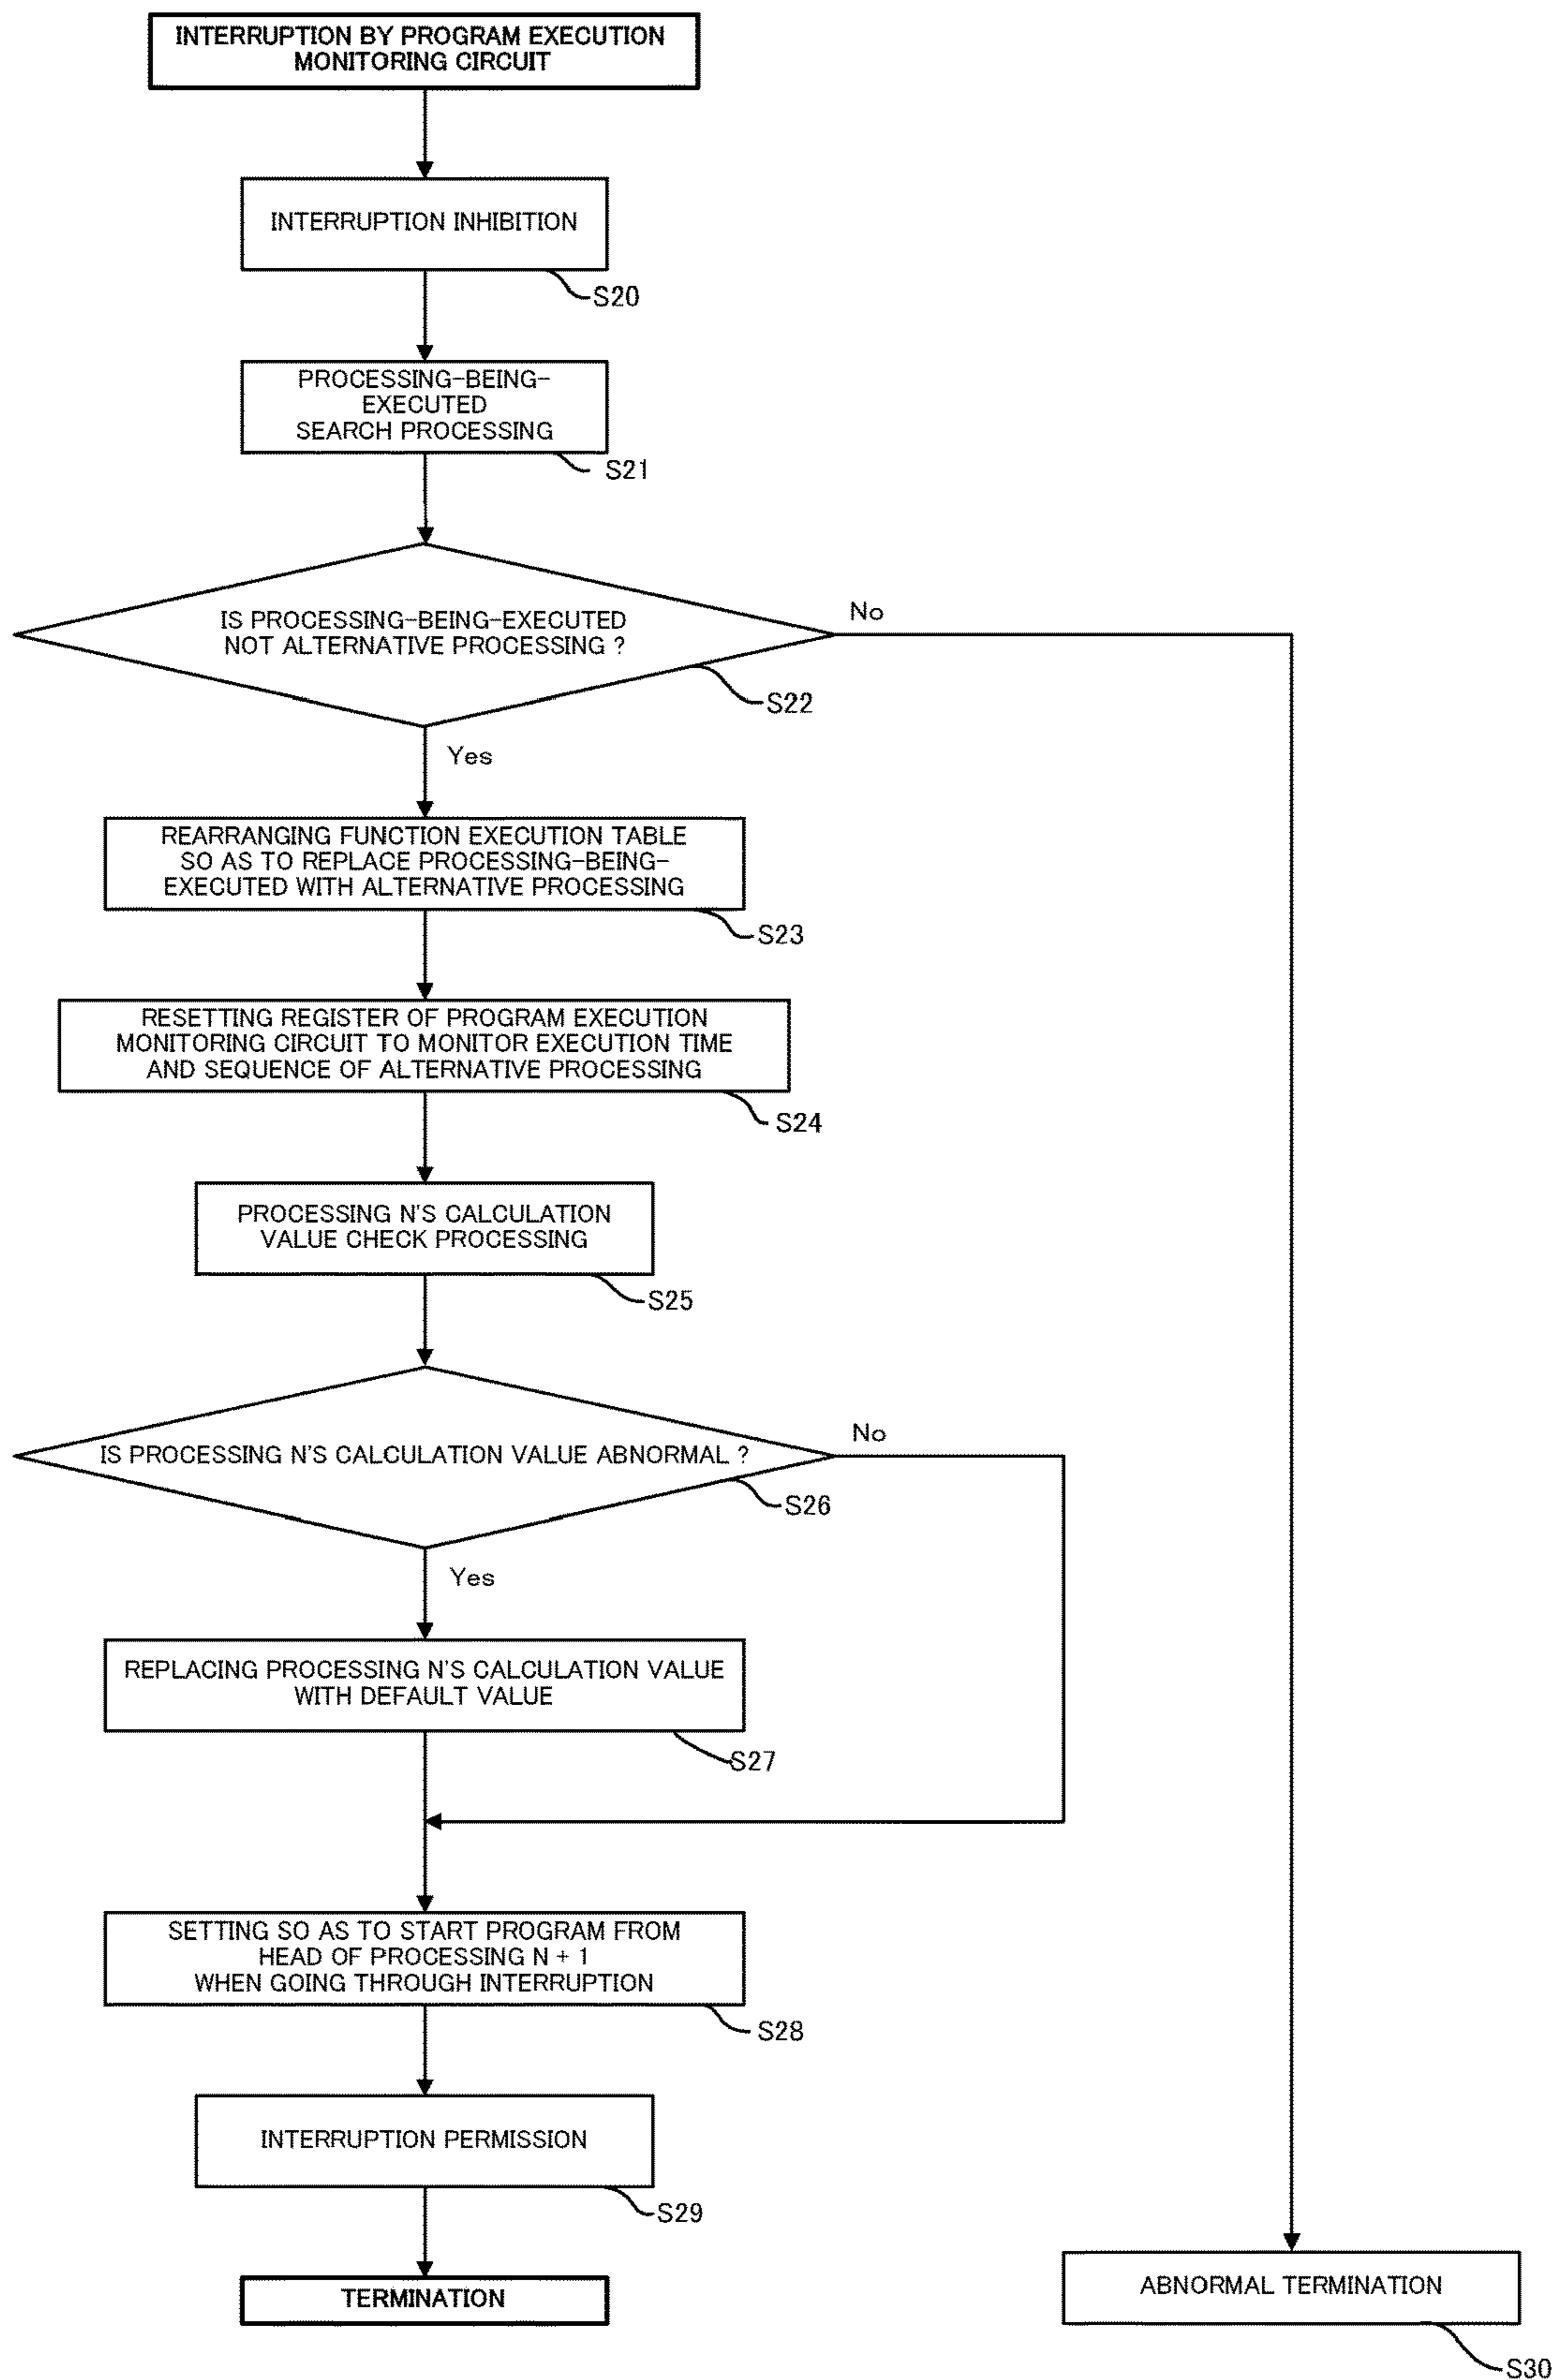 INTERRUPTION BY PROGRAM EXECUTION
MONITORING CIRCUIT
INTERRUPTION INHIBITION
S20
PROCESSING-BEING-
EXECUTED
SEARCH PROCESSING
S21
IS PROCESSING-BEING-EXECUTED
NOT ALTERNATIVE PROCESSING ?
No
S22
Yes
REARRANGING FUNCTION EXECUTION TABLE
SO AS TO REPLACE PROCESSING-BEING-
EXECUTED WITH ALTERNATIVE PROCESSING
S23
RESETTING REGISTER OF PROGRAM EXECUTION
MONITORING CIRCUIT TO MONITOR EXECUTION TIME
AND SEQUENCE OF ALTERNATIVE PROCESSING
S24
PROCESSING N'S CALCULATION
VALUE CHECK PROCESSING
S25
IS PROCESSING N'S CALCULATION VALUE ABNORMAL ?
No
S26
Yes
REPLACING PROCESSING N'S CALCULATION VALUE
WITH DEFAULT VALUE
S27
SETTING SO AS TO START PROGRAM FROM
HEAD OF PROCESSING N + 1
WHEN GOING THROUGH INTERRUPTION
S28
INTERRUPTION PERMISSION
S29
TERMINATION
ABNORMAL TERMINATION
S30